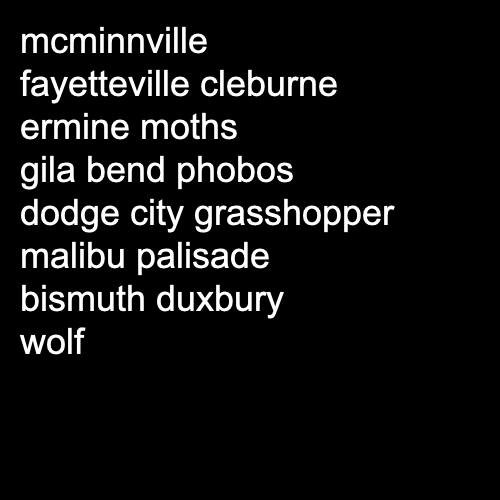 mcminnville
fayetteville cleburne
ermine moths
gila bend phobos
dodge city grasshopper
malibu palisade
bismuth duxbury
wolf